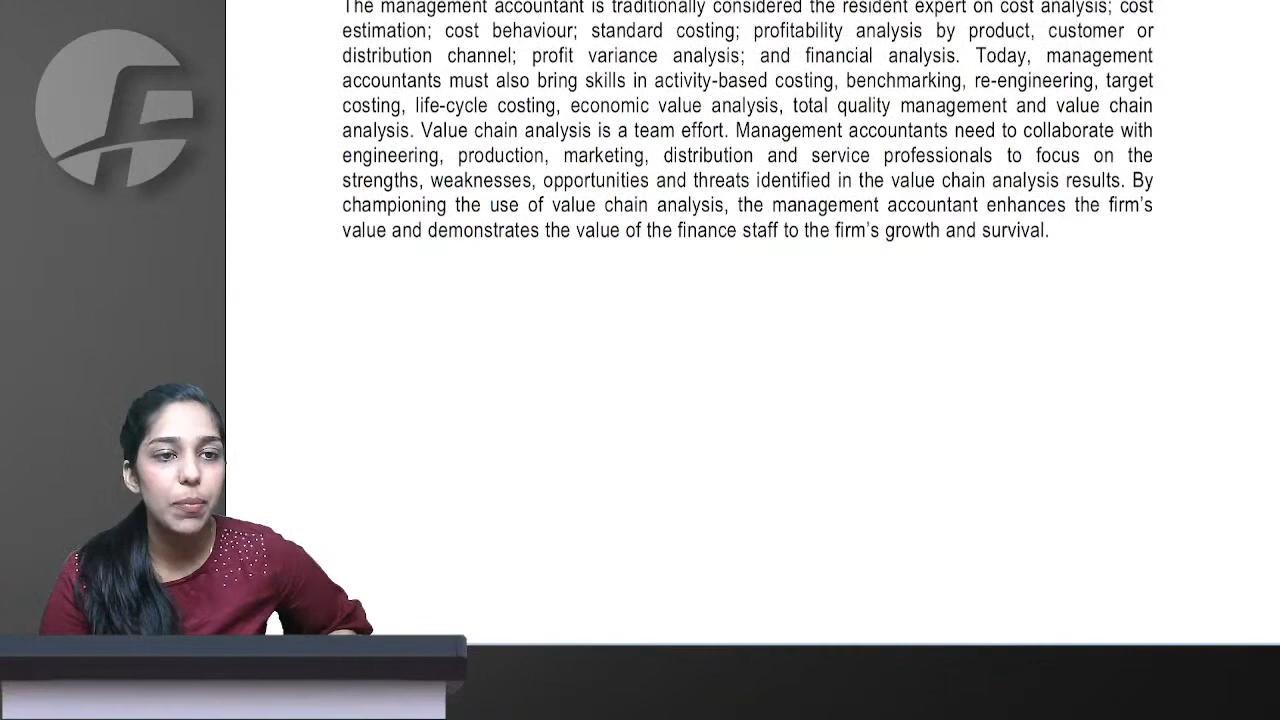 The management accountant is traditionally considered the resident expert on cost analysis; cost
estimation; cost behaviour; standard costing; profitability analysis by product, customer or
distribution channel; profit variance analysis; and financial analysis. Today, management
accountants must also bring skills in activity-based costing, benchmarking, re-engineering, target
costing, life-cycle costing, economic value analysis, total quality management and value chain
analysis. Value chain analysis is a team effort. Management accountants need to collaborate with
engineering, production, marketing, distribution and service professionals to focus on the
strengths, weaknesses, opportunities and threats identified in the value chain analysis results. By
championing the use of value chain analysis, the management accountant enhances the firm's
value and demonstrates the value of the finance staff to the firm's growth and survival.